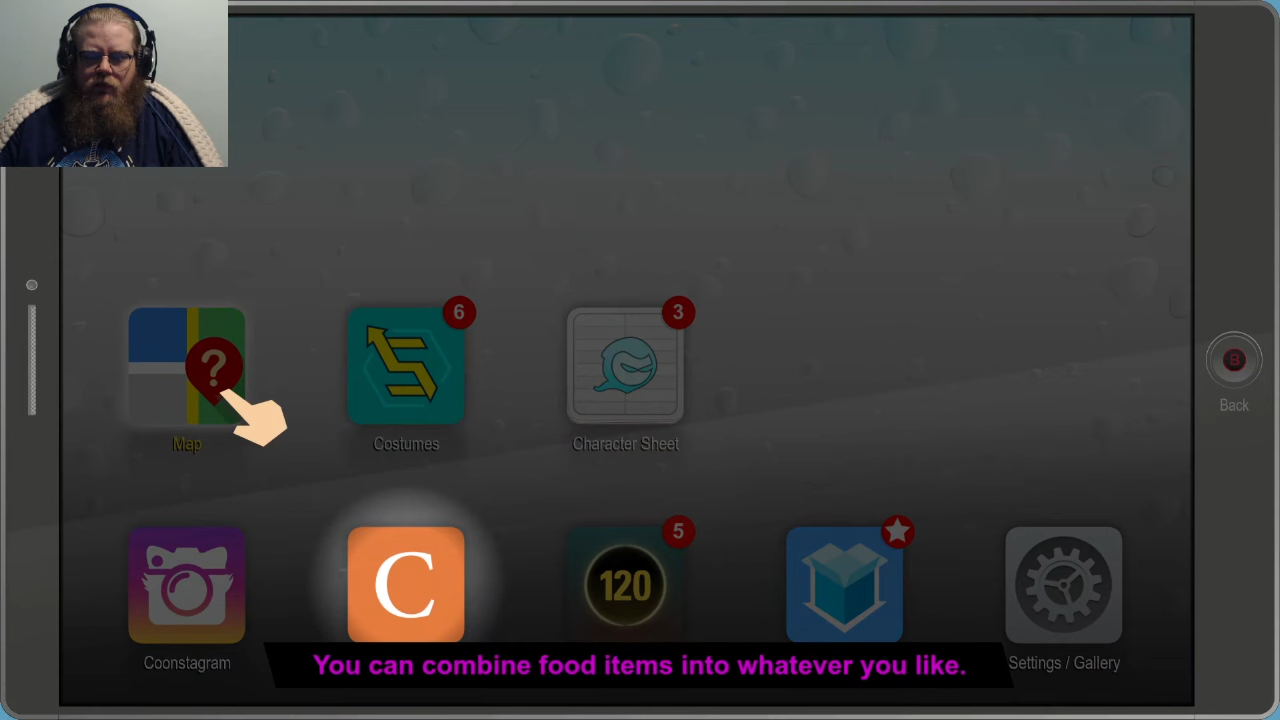 6
3
?
B
Map
Costumes
Character Sheet
Back
5
C
120
Coonstagram
Settings / Gallery
You can combine food items into whatever you like.